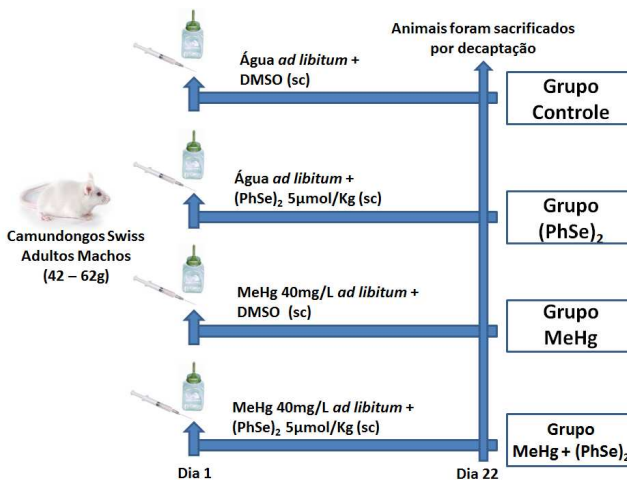 Animais foram sacrificados
por decaptação
Água ad libitum +
DMSO (sc)
Grupo
Controle
Água ad libitum +
(PhSe)₂ 5µmol/Kg (sc)
Grupo
(PhSe)₂
Camundongos Swiss
Adultos Machos
(42 – 62g)
MeHg 40mg/L ad libitum +
DMSO (sc)
Grupo
MeHg
MeHg 40mg/L ad libitum +
(PhSe)₂ 5µmol/Kg (sc)
Grupo
MeHg + (PhSe)₂
Dia 1
Dia 22